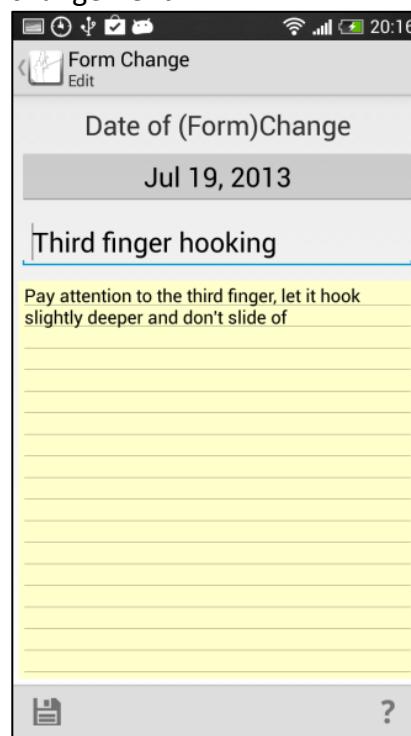 20:16
Form Change
Edit
Date of (Form)Change
Jul 19, 2013
Third finger hooking
Pay attention to the third finger, let it hook
slightly deeper and don't slide of
?